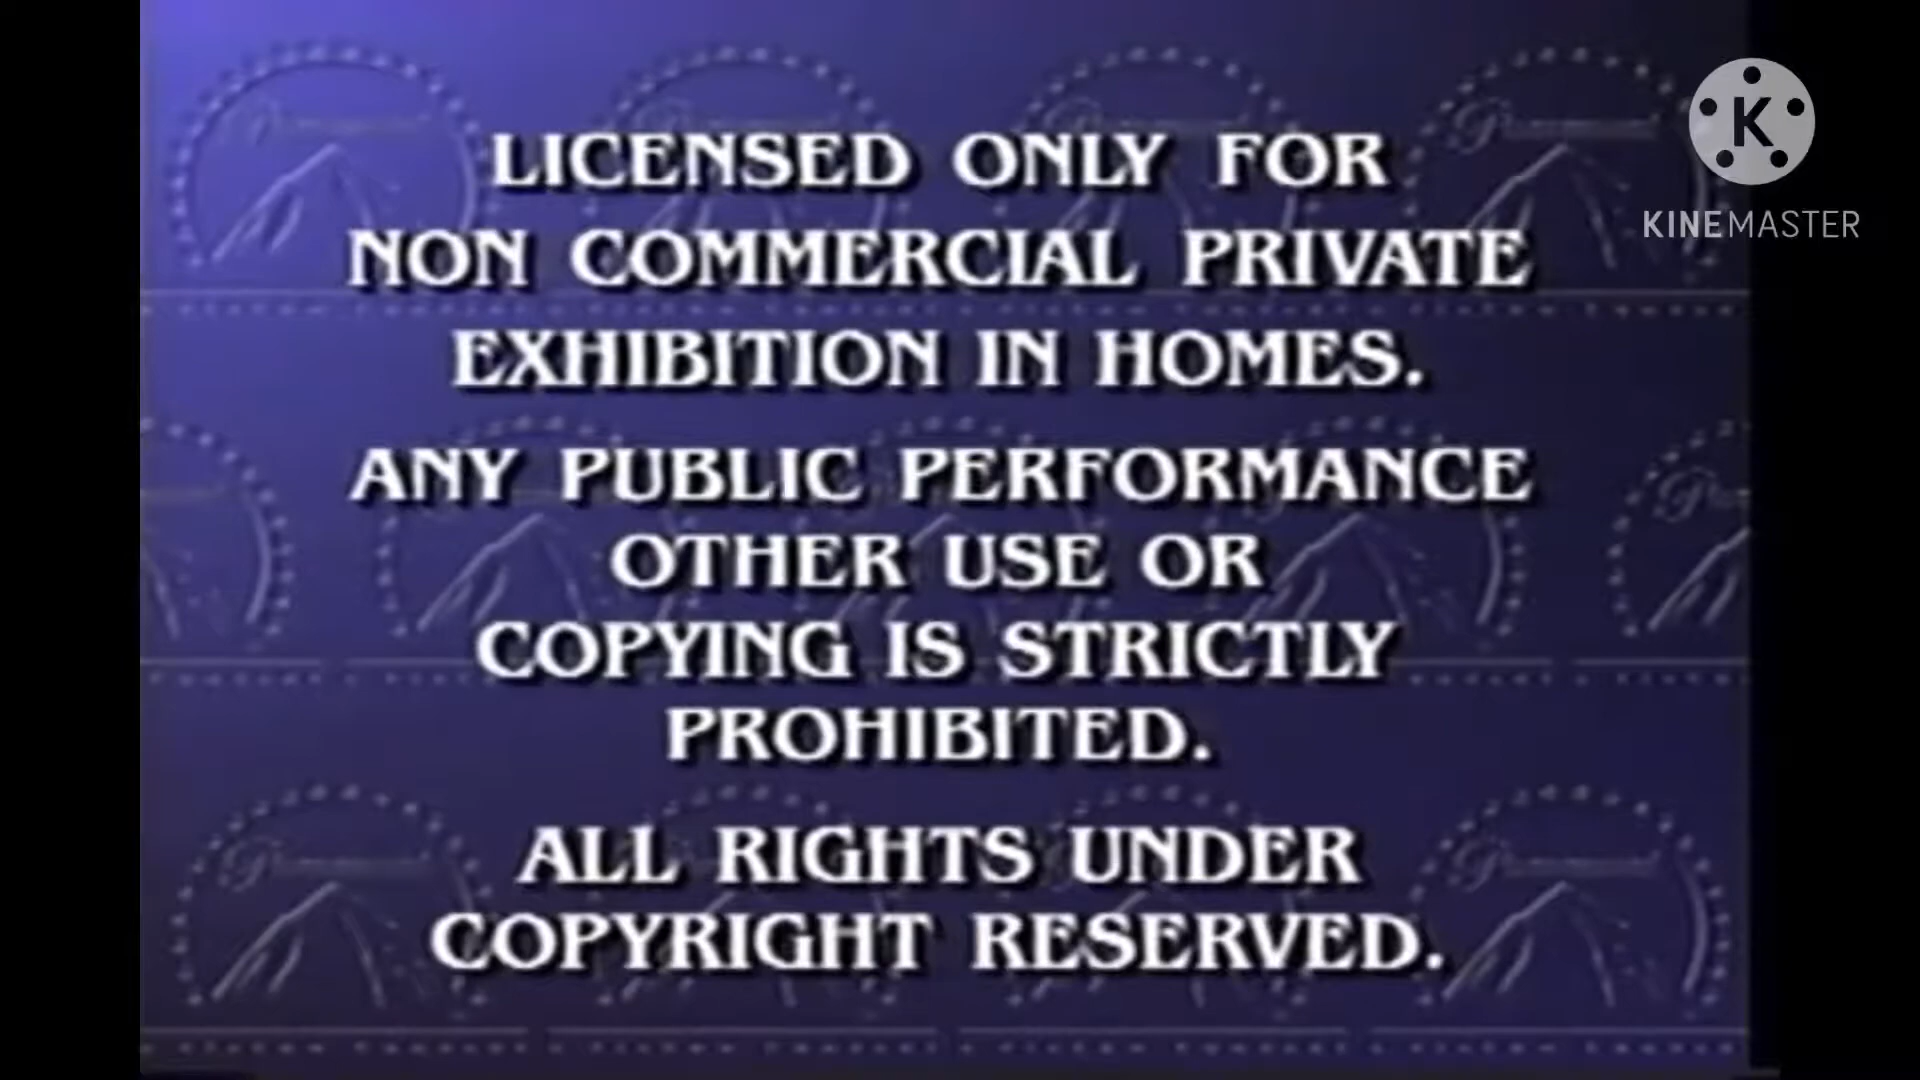 LICENSED ONLY FOR
NON COMMERCIAL PRIVATE
EXHIBITION IN HOMES.
ANY PUBLIC PERFORMANCE
OTHER USE OR
COPYING IS STRICTLY
PROHIBITED.
ALL RIGHTS UNDER
COPYRIGHT RESERVED.
K
KINEMASTER